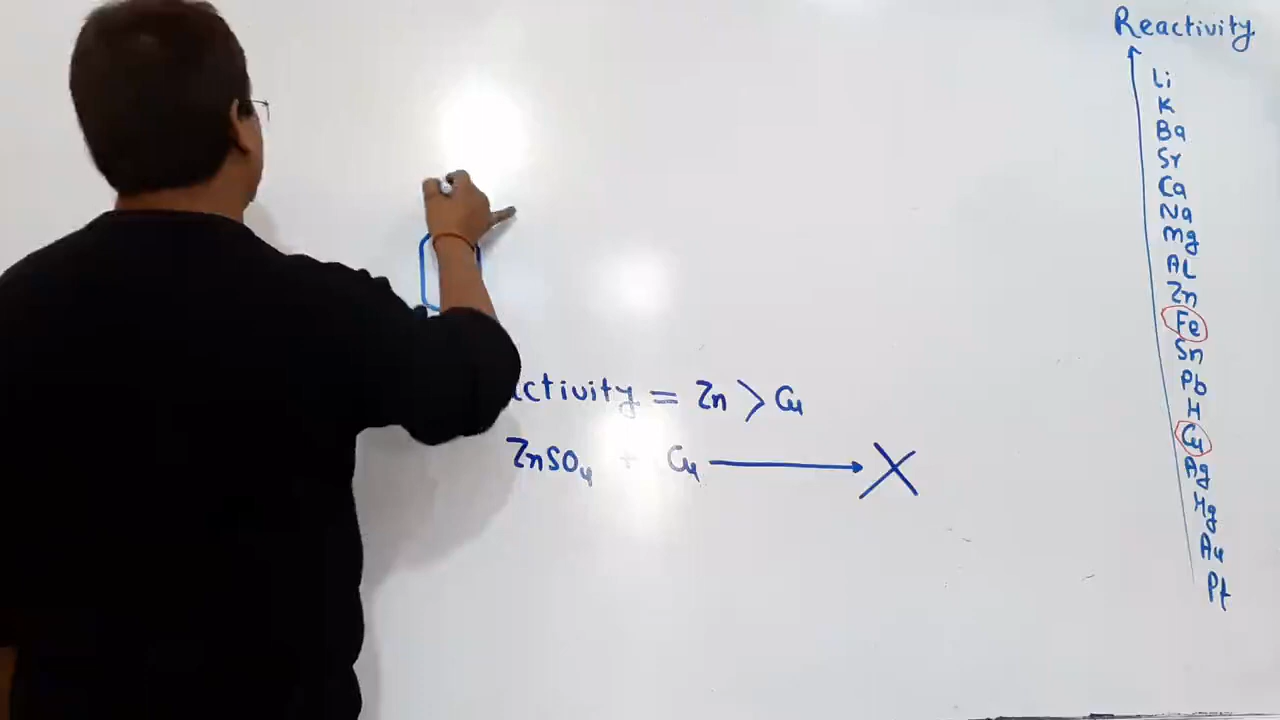 Reactivity
Li
K
Ba
Sr
Ca
Na
Mg
AL
Zn
Fe
Sn
Pb
H
Cu
Ag
Hg
Au
Pt
activity = Zn > Cu
ZnSO₄ + Cu ⟶ X